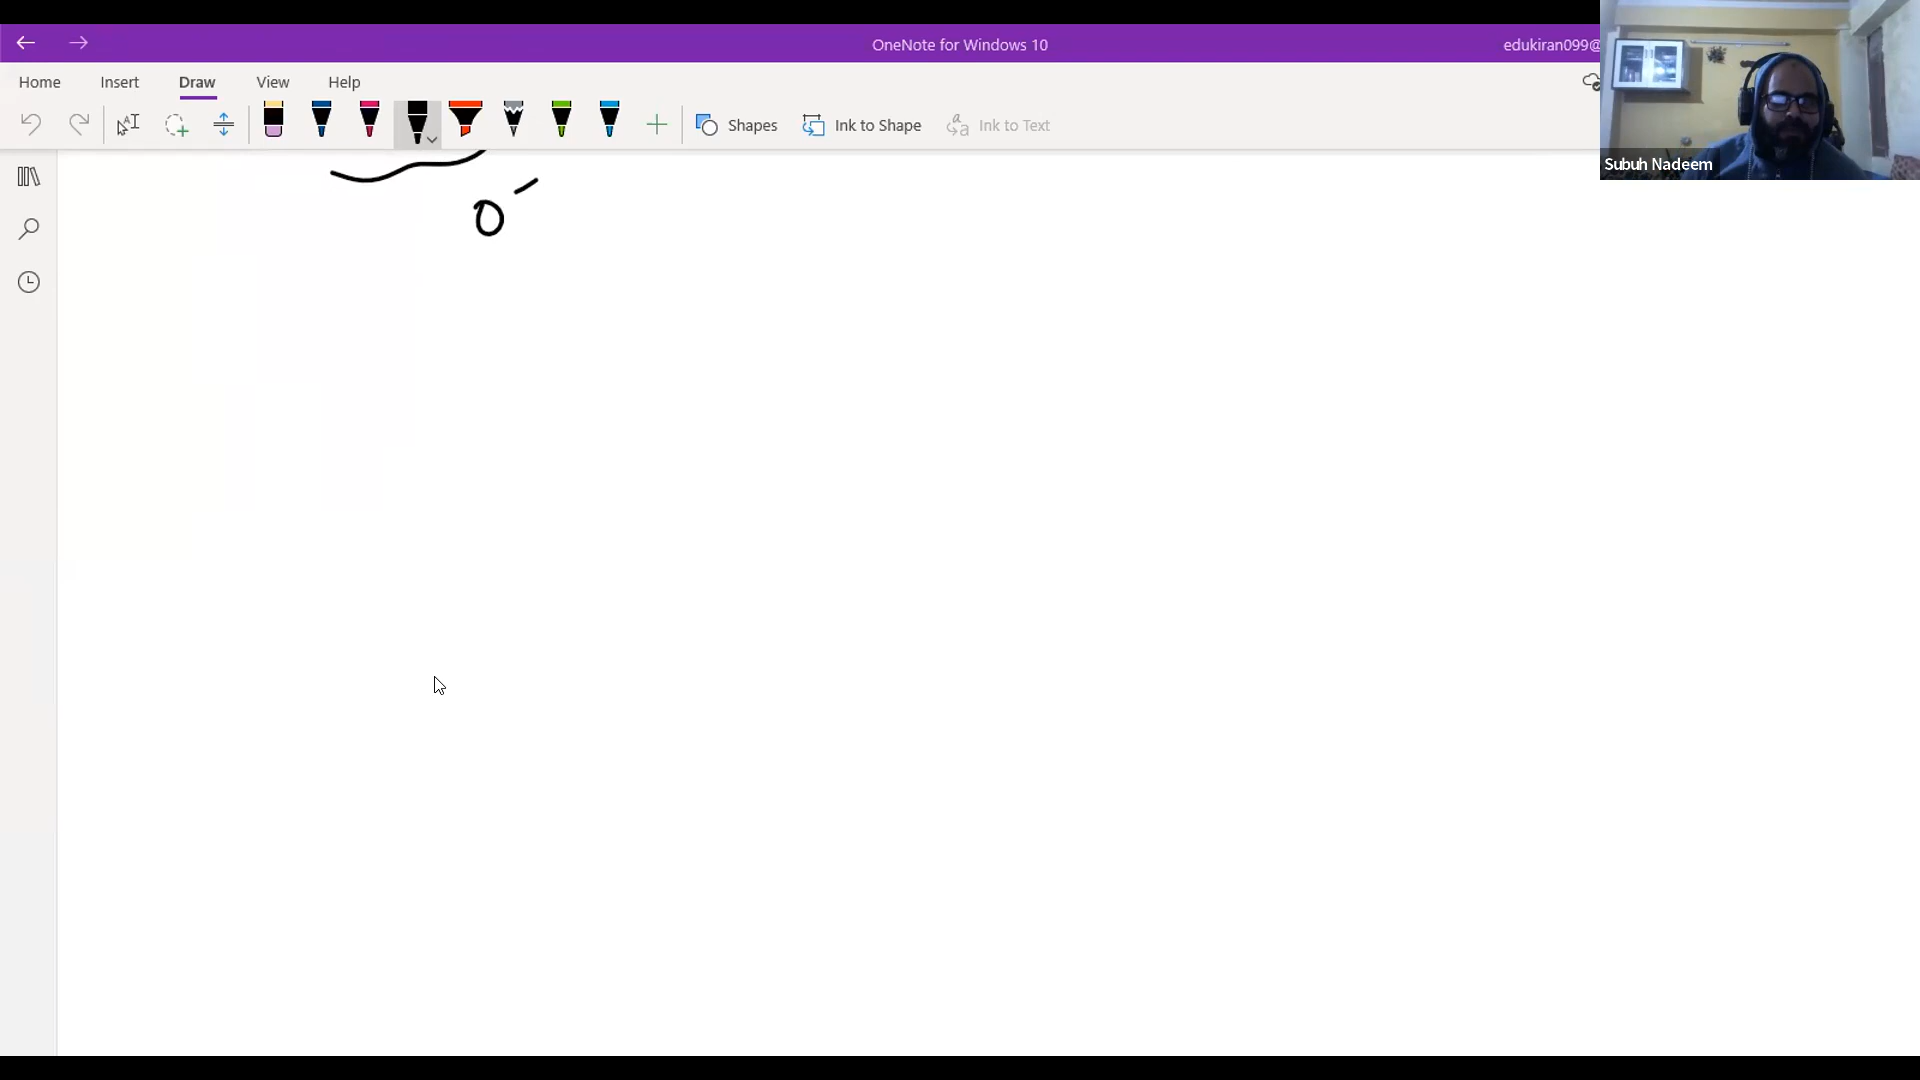 OneNote for Windows 10
edukiran099@
Home Insert Draw View Help
Shapes Ink to Shape Ink to Text
Subuh Nadeem
0